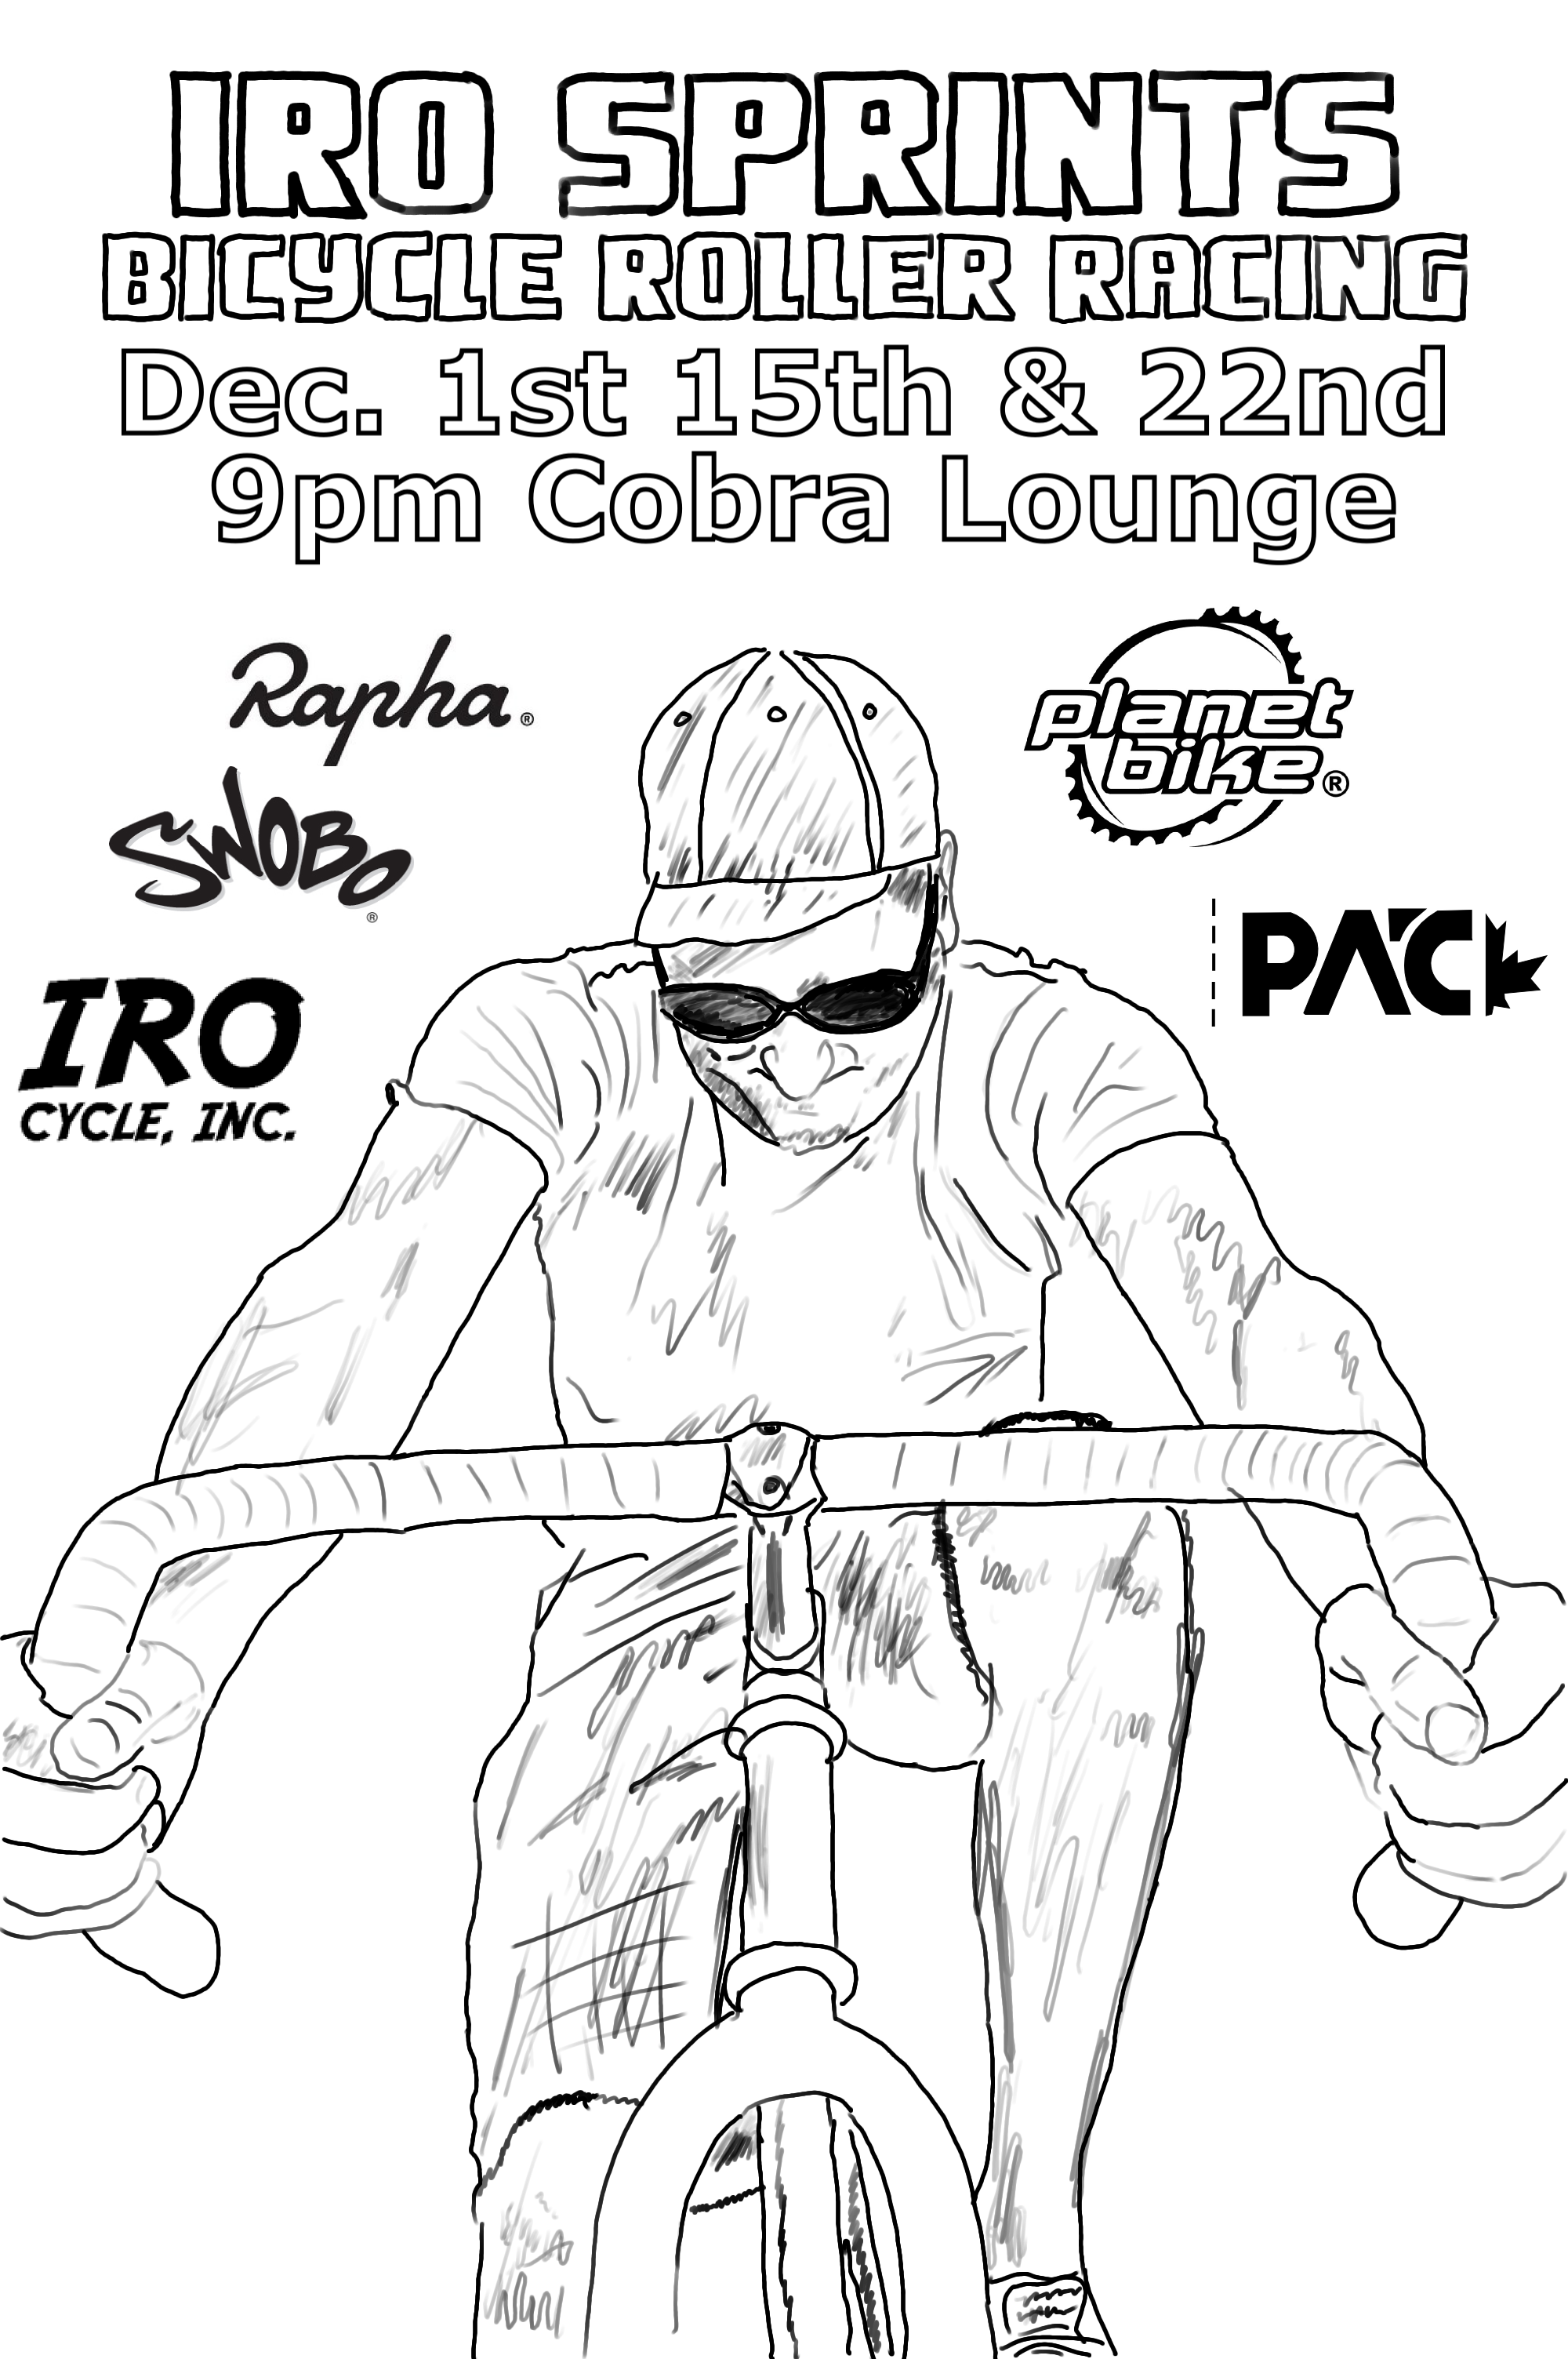 IRO SPRINTS
BICYCLE ROLLER RACING
Dec. 1st 15th & 22nd
9pm Cobra Lounge
Rapha®
planet
bike®
SWOBO
®
PAC
IRO
CYCLE, INC.